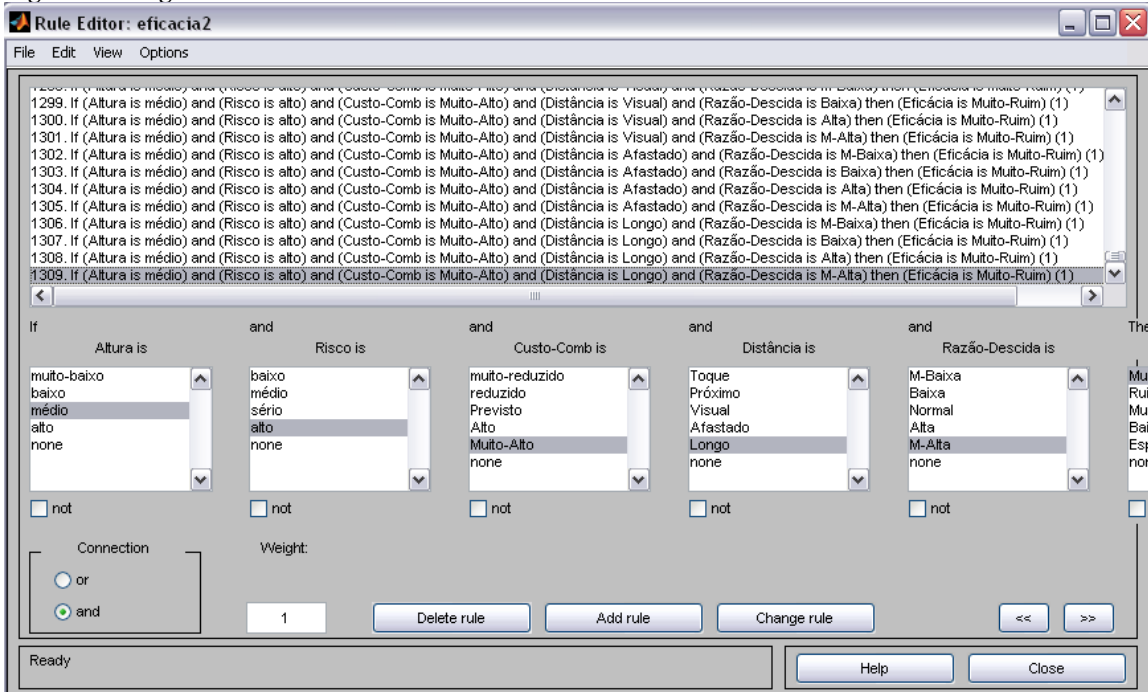 Rule Editor: eficacia2
File Edit View Options
1299. If (Altura is médio) and (Risco is alto) and (Custo-Comb is Muito-Alto) and (Distância is Visual) and (Razão-Descida is Baixa) then (Eficácia is Muito-Ruim) (1)
1300. If (Altura is médio) and (Risco is alto) and (Custo-Comb is Muito-Alto) and (Distância is Visual) and (Razão-Descida is Alta) then (Eficácia is Muito-Ruim) (1)
1301. If (Altura is médio) and (Risco is alto) and (Custo-Comb is Muito-Alto) and (Distância is Visual) and (Razão-Descida is M-Alta) then (Eficácia is Muito-Ruim) (1)
1302. If (Altura is médio) and (Risco is alto) and (Custo-Comb is Muito-Alto) and (Distância is Afastado) and (Razão-Descida is M-Baixa) then (Eficácia is Muito-Ruim) (1)
1303. If (Altura is médio) and (Risco is alto) and (Custo-Comb is Muito-Alto) and (Distância is Afastado) and (Razão-Descida is Baixa) then (Eficácia is Muito-Ruim) (1)
1304. If (Altura is médio) and (Risco is alto) and (Custo-Comb is Muito-Alto) and (Distância is Afastado) and (Razão-Descida is Alta) then (Eficácia is Muito-Ruim) (1)
1305. If (Altura is médio) and (Risco is alto) and (Custo-Comb is Muito-Alto) and (Distância is Afastado) and (Razão-Descida is M-Alta) then (Eficácia is Muito-Ruim) (1)
1306. If (Altura is médio) and (Risco is alto) and (Custo-Comb is Muito-Alto) and (Distância is Longo) and (Razão-Descida is M-Baixa) then (Eficácia is Muito-Ruim) (1)
1307. If (Altura is médio) and (Risco is alto) and (Custo-Comb is Muito-Alto) and (Distância is Longo) and (Razão-Descida is Baixa) then (Eficácia is Muito-Ruim) (1)
1308. If (Altura is médio) and (Risco is alto) and (Custo-Comb is Muito-Alto) and (Distância is Longo) and (Razão-Descida is Alta) then (Eficácia is Muito-Ruim) (1)
1309. If (Altura is médio) and (Risco is alto) and (Custo-Comb is Muito-Alto) and (Distância is Longo) and (Razão-Descida is M-Alta) then (Eficácia is Muito-Ruim) (1)
If and and and and The
Altura is Risco is Custo-Comb is Distância is Razão-Descida is
muito-baixo baixo muito-reduzido Toque M-Baixa Mu
baixo médio reduzido Próximo Baixa Rui
médio sério Previsto Visual Normal Mu
alto alto Alto Afastado Alta Bai
none none Muito-Alto Longo M-Alta Esp
none none none nor
not not not not not
Connection Weight:
or
and 1 Delete rule Add rule Change rule << >>
Ready Help Close